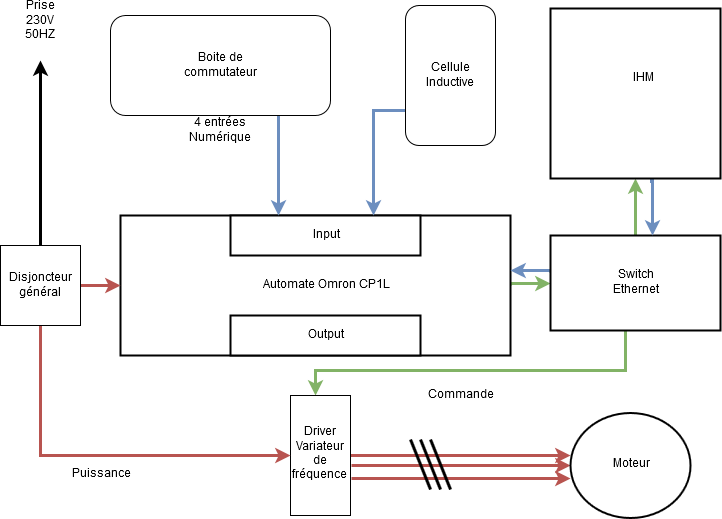 Prise
230V
50HZ
Boite de
commutateur
Cellule
Inductive
IHM
4 entrées
Numérique
Input
Disjoncteur
général
Automate Omron CP1L
Switch
Ethernet
Output
Commande
Driver
Variateur
de
fréquence
Moteur
Puissance